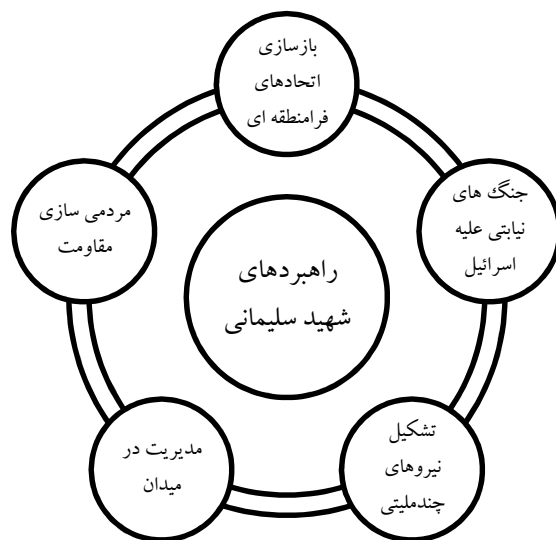 بازسازی
اتحادهای
فرامنطقه ای
جنگ های
نیابتی علیه
اسرائیل
مردمی سازی
مقاومت
راهبردهای
شهید سلیمانی
تشکیل
نیروهای
چندملیتی
مدیریت در
میدان